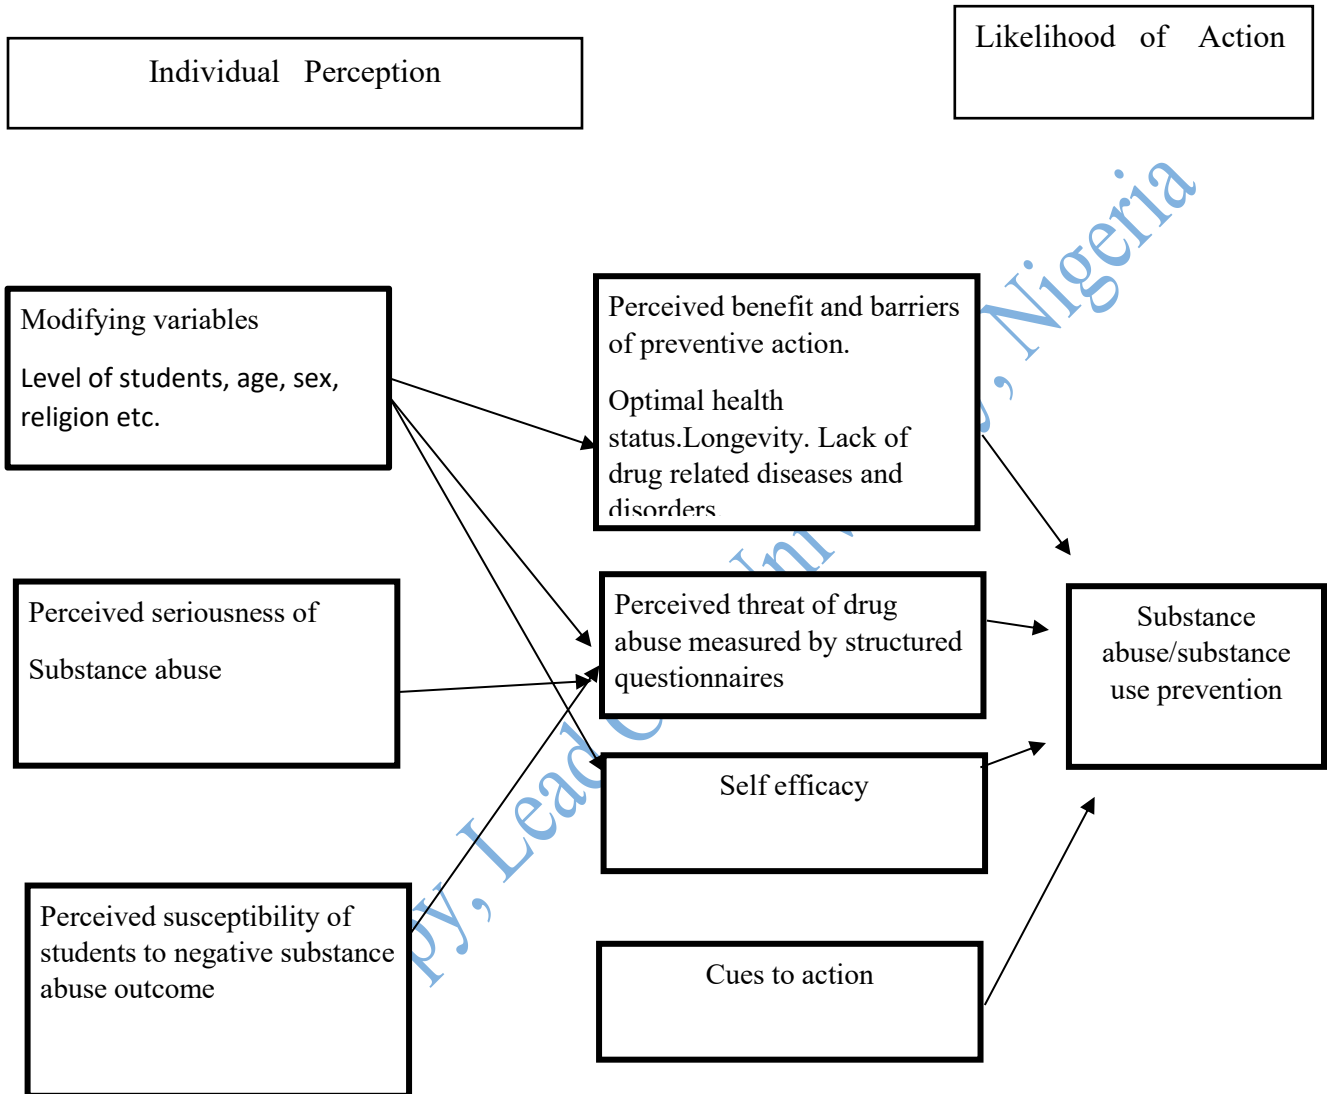 Individual Perception
Likelihood of Action
Modifying variables
Level of students, age, sex,
religion etc.
Perceived benefit and barriers
of preventive action.
Optimal health
status.Longevity. Lack of
drug related diseases and
disorders
Perceived seriousness of
Substance abuse
Perceived threat of drug
abuse measured by structured
questionnaires
Substance
abuse/substance
use prevention
Self efficacy
Perceived susceptibility of
students to negative substance
abuse outcome
Cues to action
Lead Nigeria